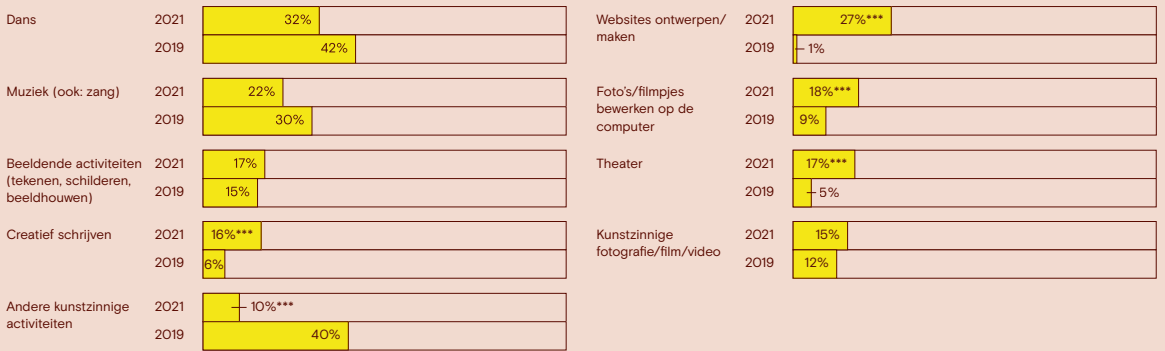 Dans 2021 32%
2019 42%
Muziek (ook: zang) 2021 22%
2019 30%
Beeldende activiteiten 2021 17%
(tekenen, schilderen,
beeldhouwen) 2019 15%
Creatief schrijven 2021 16%***
2019 6%
Andere kunstzinnige 2021 10%***
activiteiten
2019 40%
Websites ontwerpen/ 2021 27%***
maken 2019 1%
Foto's/filmpjes 2021 18%***
bewerken op de
computer 2019 9%
Theater 2021 17%***
2019 5%
Kunstzinnige 2021 15%
fotografie/film/video
2019 12%